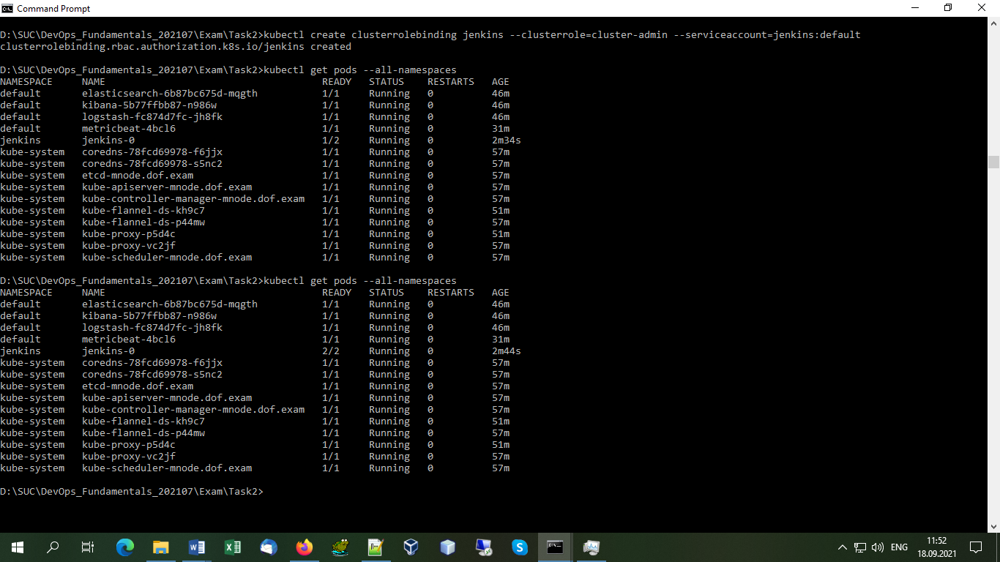 Command Prompt
D:\SUC\DevOps_Fundamentals_202107\Exam\Task2>kubectl create clusterrolebinding jenkins --clusterrole=cluster-admin --serviceaccount=jenkins:default
clusterrolebinding.rbac.authorization.k8s.io/jenkins created
D:\SUC\DevOps_Fundamentals_202107\Exam\Task2>kubectl get pods --all-namespaces
NAMESPACE NAME READY STATUS RESTARTS AGE
default elasticsearch-6b87bc675d-mqgth 1/1 Running 0 46m
default kibana-5b77ffbb87-n986w 1/1 Running 0 46m
default logstash-fc874d7fc-jh8fk 1/1 Running 0 46m
default metricbeat-4bcl6 1/1 Running 0 31m
jenkins jenkins-0 1/2 Running 0 2m34s
kube-system coredns-78fcd69978-f6jjx 1/1 Running 0 57m
kube-system coredns-78fcd69978-s5nc2 1/1 Running 0 57m
kube-system etcd-mnode.dof.exam 1/1 Running 0 57m
kube-system kube-apiserver-mnode.dof.exam 1/1 Running 0 57m
kube-system kube-controller-manager-mnode.dof.exam 1/1 Running 0 57m
kube-system kube-flannel-ds-kh9c7 1/1 Running 0 51m
kube-system kube-flannel-ds-p44mw 1/1 Running 0 57m
kube-system kube-proxy-p5d4c 1/1 Running 0 51m
kube-system kube-proxy-vc2jf 1/1 Running 0 57m
kube-system kube-scheduler-mnode.dof.exam 1/1 Running 0 57m
D:\SUC\DevOps_Fundamentals_202107\Exam\Task2>kubectl get pods --all-namespaces
NAMESPACE NAME READY STATUS RESTARTS AGE
default elasticsearch-6b87bc675d-mqgth 1/1 Running 0 46m
default kibana-5b77ffbb87-n986w 1/1 Running 0 46m
default logstash-fc874d7fc-jh8fk 1/1 Running 0 46m
default metricbeat-4bcl6 1/1 Running 0 31m
jenkins jenkins-0 2/2 Running 0 2m44s
kube-system coredns-78fcd69978-f6jjx 1/1 Running 0 57m
kube-system coredns-78fcd69978-s5nc2 1/1 Running 0 57m
kube-system etcd-mnode.dof.exam 1/1 Running 0 57m
kube-system kube-apiserver-mnode.dof.exam 1/1 Running 0 57m
kube-system kube-controller-manager-mnode.dof.exam 1/1 Running 0 57m
kube-system kube-flannel-ds-kh9c7 1/1 Running 0 51m
kube-system kube-flannel-ds-p44mw 1/1 Running 0 57m
kube-system kube-proxy-p5d4c 1/1 Running 0 51m
kube-system kube-proxy-vc2jf 1/1 Running 0 57m
kube-system kube-scheduler-mnode.dof.exam 1/1 Running 0 57m
D:\SUC\DevOps_Fundamentals_202107\Exam\Task2>
ENG
11:52
18.09.2021